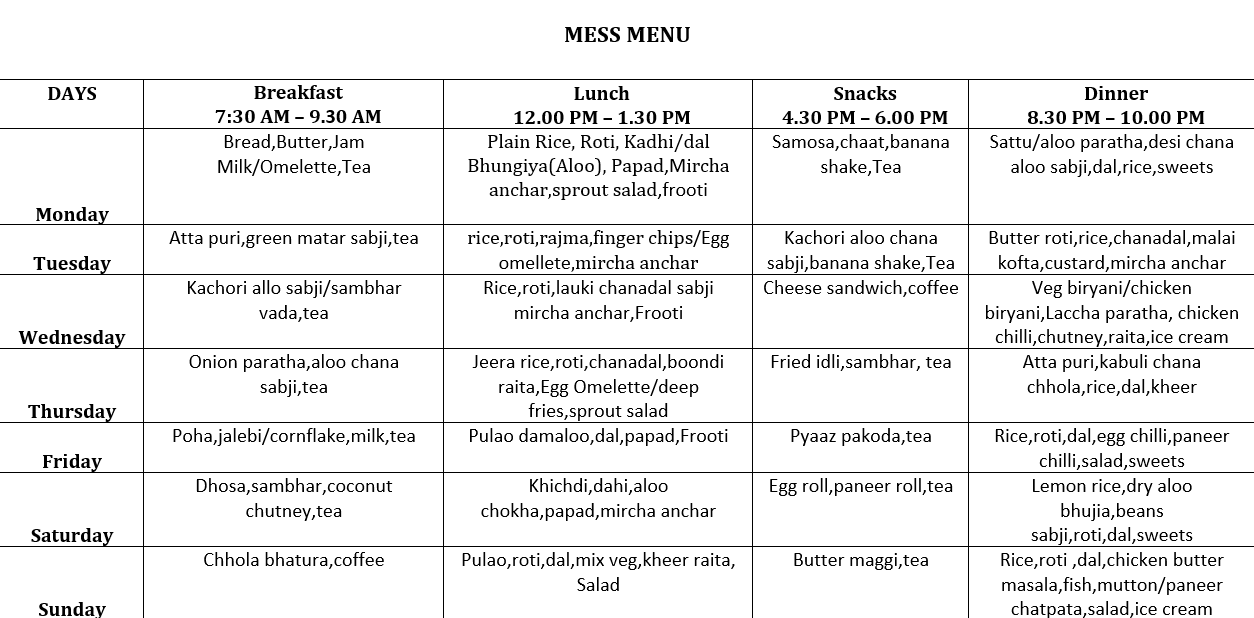 MESS MENU
DAYS
Breakfast
7:30 AM – 9.30 AM
Lunch
12.00 PM – 1.30 PM
Snacks
4.30 PM – 6.00 PM
Dinner
8.30 PM – 10.00 PM
Monday
Bread,Butter,Jam
Milk/Omelette,Tea
Plain Rice, Roti, Kadhi/dal
Bhungiya(Aloo), Papad,Mircha
anchar,sprout salad,frooti
Samosa,chaat,banana
shake,Tea
Sattu/aloo paratha,desi chana
aloo sabji,dal,rice,sweets
Tuesday
Atta puri,green matar sabji,tea
rice,roti,rajma,finger chips/Egg
omellete,mircha anchar
Kachori aloo chana
sabji,banana shake,Tea
Butter roti,rice,chanadal,malai
kofta,custard,mircha anchar
Wednesday
Kachori allo sabji/sambhar
vada,tea
Rice,roti,lauki chanadal sabji
mircha anchar,Frooti
Cheese sandwich,coffee
Veg biryani/chicken
biryani,Laccha paratha, chicken
chilli,chutney,raita,ice cream
Thursday
Onion paratha,aloo chana
sabji,tea
Jeera rice,roti,chanadal,boondi
raita,Egg Omelette/deep
fries,sprout salad
Fried idli,sambhar, tea
Atta puri,kabuli chana
chhola,rice,dal,kheer
Friday
Poha,jalebi/cornflake,milk,tea
Pulao damaloo,dal,papad,Frooti
Pyaaz pakoda,tea
Rice,roti,dal,egg chilli,paneer
chilli,salad,sweets
Saturday
Dhosa,sambhar,coconut
chutney,tea
Khichdi,dahi,aloo
chokha,papad,mircha anchar
Egg roll,paneer roll,tea
Lemon rice,dry aloo
bhujia,beans
sabji,roti,dal,sweets
Sunday
Chhola bhatura,coffee
Pulao,roti,dal,mix veg,kheer raita,
Salad
Butter maggi,tea
Rice,roti ,dal,chicken butter
masala,fish,mutton/paneer
chatpata,salad,ice cream